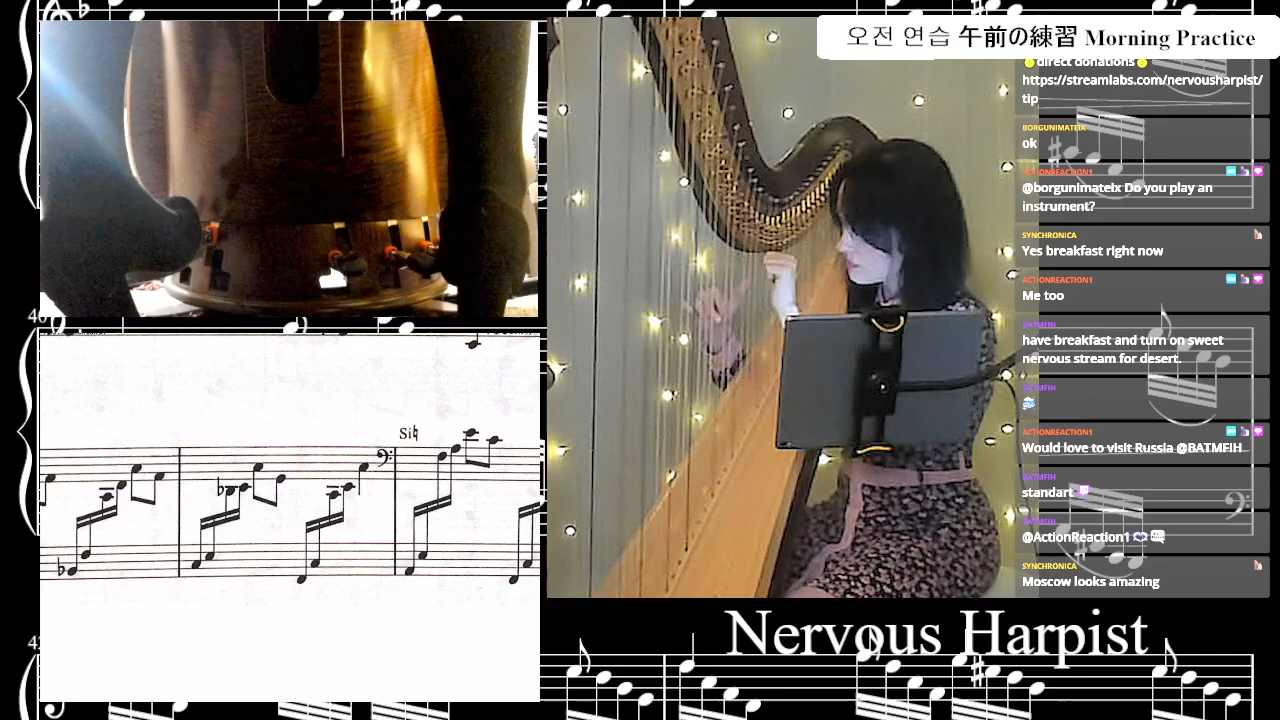 오전 연습 午前の練習 Morning Practice
direct donations
https://streamlabs.com/nervousharpist/
tip
BORGUNIMATEIX
ok
ACTIONREACTION1
@borgunimateix Do you play an
instrument?
SYNCHRONICA
Yes breakfast right now
ACTIONREACTION1
Me too
BATMFIH
have breakfast and turn on sweet
nervous stream for desert.
BATMFIH
ACTIONREACTION1
Would love to visit Russia @BATMFIH
BATMFIH
standart
BATMFIH
@ActionReaction1
SYNCHRONICA
Moscow looks amazing
Si♮
Nervous Harpist